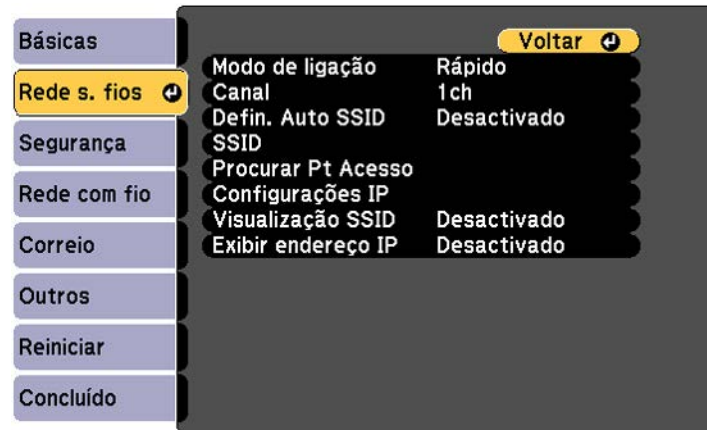 Básicas
Rede s. fios
Segurança
Rede com fio
Correio
Outros
Reiniciar
Concluído
Voltar
Modo de ligação Rápido
Canal 1ch
Defin. Auto SSID Desactivado
SSID
Procurar Pt Acesso
Configurações IP
Visualização SSID Desactivado
Exibir endereço IP Desactivado